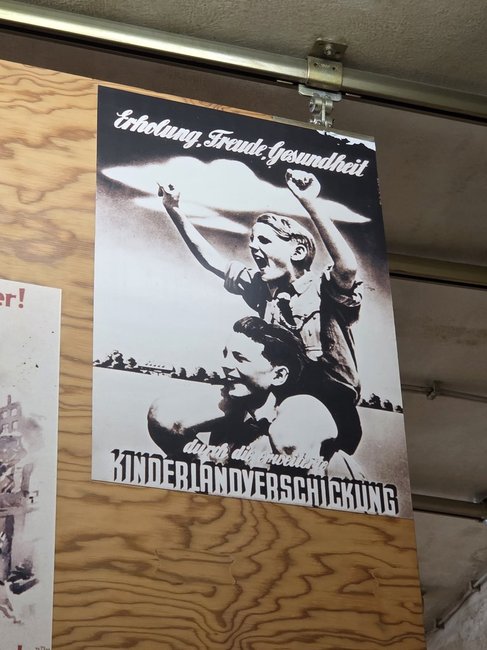 Erholung, Freude, Gesundheit
durch die erweiterte
KINDERLANDVERSCHICKUNG
er!